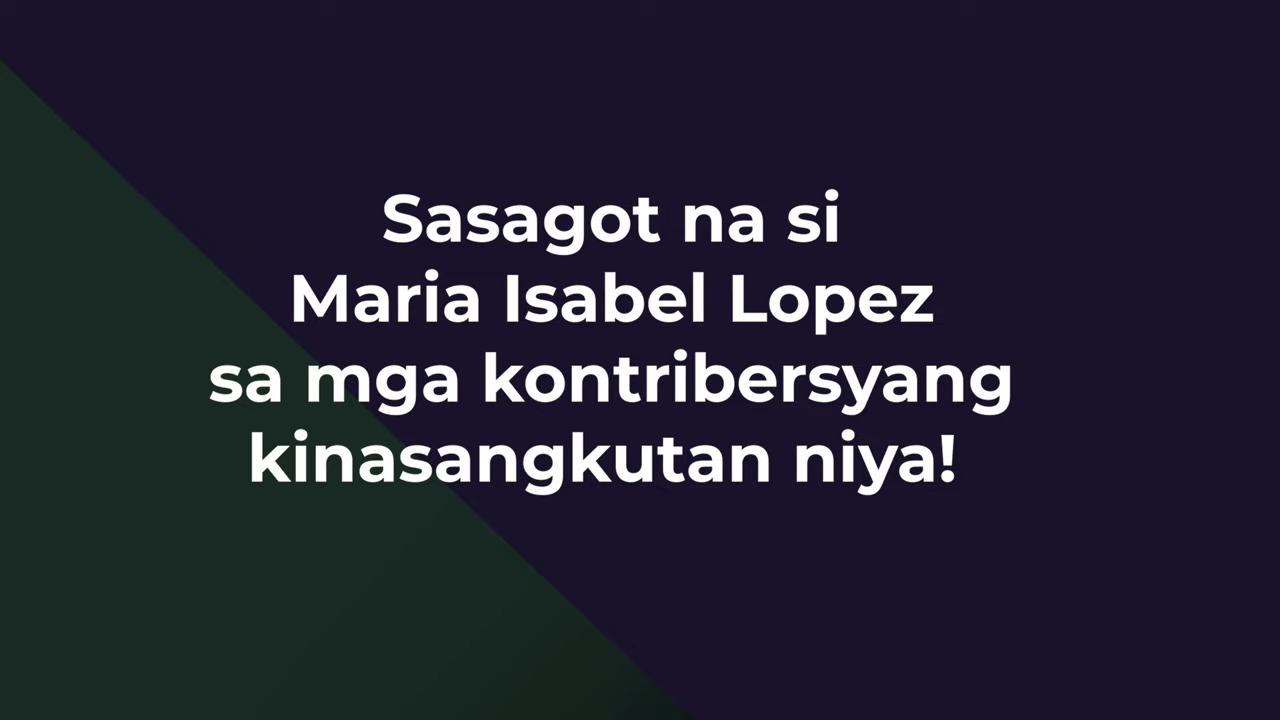 Sasagot na si
Maria Isabel Lopez
sa mga kontribersyang
kinasangkutan niya!